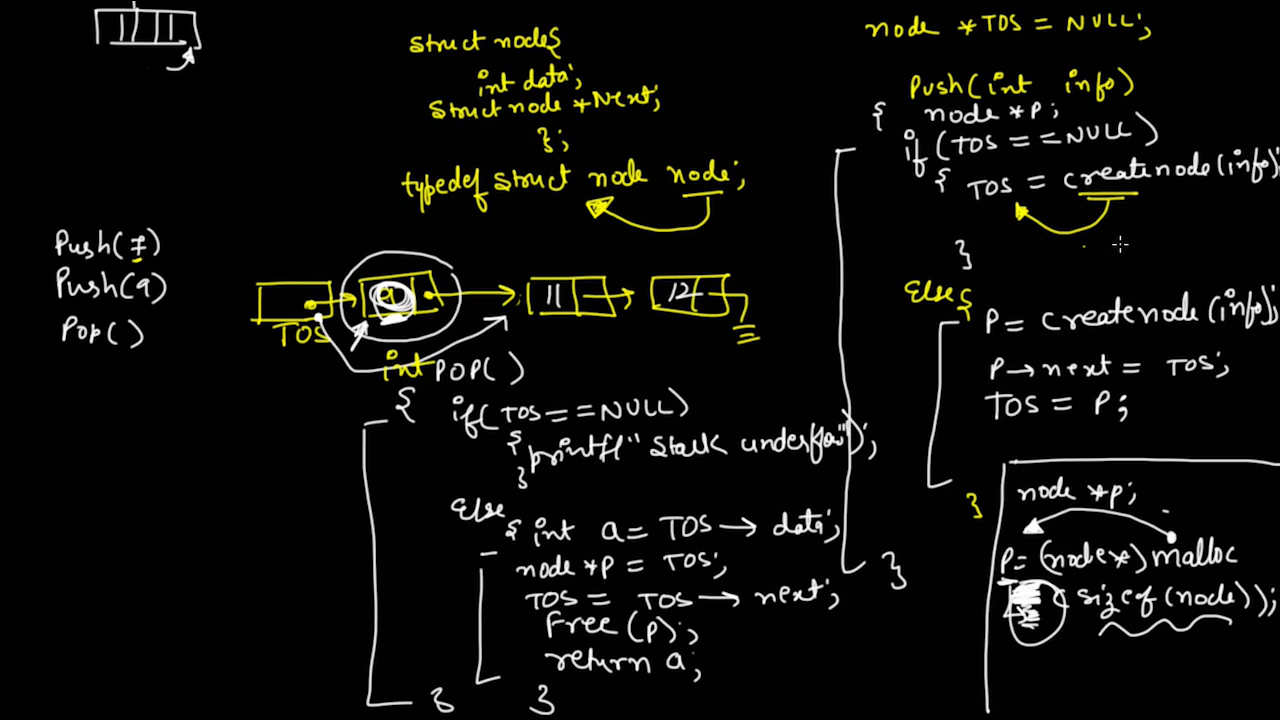 struct node{
int data;
struct node *Next;
};
typedef struct node node;
Push(7)
Push(9)
Pop()
TOS
11
12
int POP()
{ if(TOS==NULL)
{ printf("Stack underflow");
}
Else
{ int a = TOS→data;
node *P = TOS;
TOS = TOS→next;
Free(P);
return a;
}
}
node *TOS = NULL;
Push(int info)
{ node *P;
if(TOS==NULL)
{ TOS = createnode(info)
}
Else {
P = createnode(info);
P→next = TOS;
TOS = P;
}
}
node *p;
P = (node*)malloc
(sizeof(node));